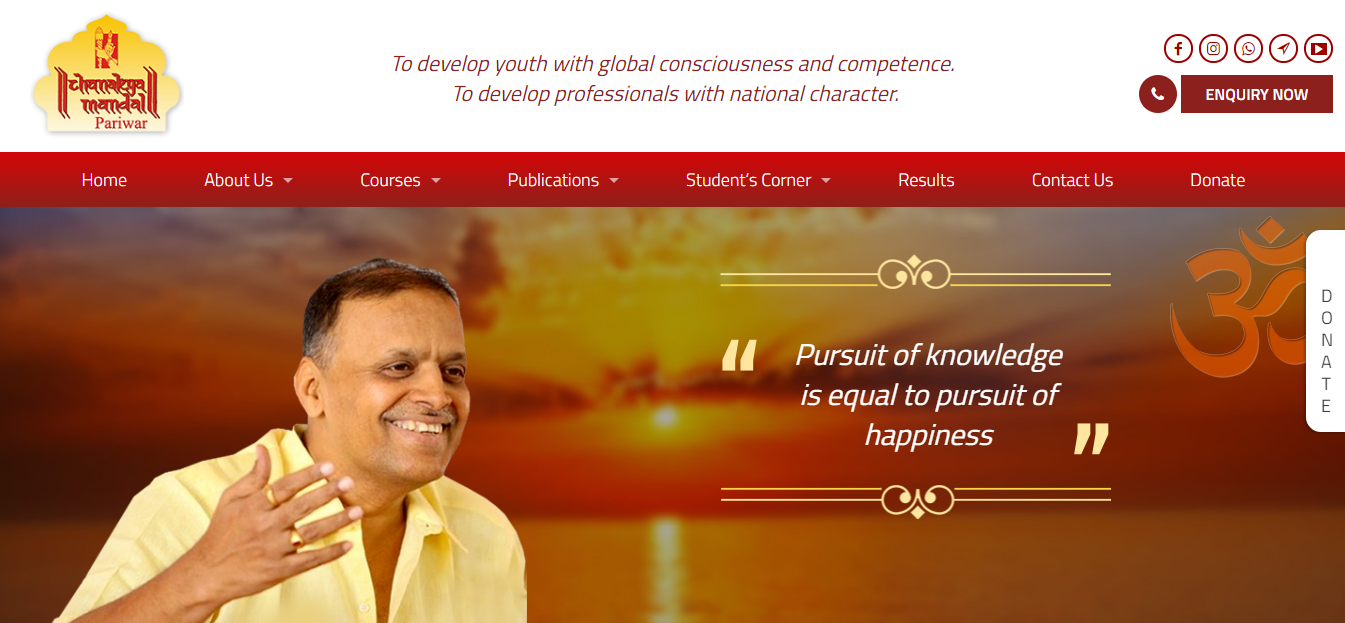 chanakya
mandal
Pariwar
To develop youth with global consciousness and competence.
To develop professionals with national character.
ENQUIRY NOW
Home
About Us
Courses
Publications
Student’s Corner
Results
Contact Us
Donate
ॐ
“
Pursuit of knowledge
is equal to pursuit of
happiness
”
D
O
N
A
T
E